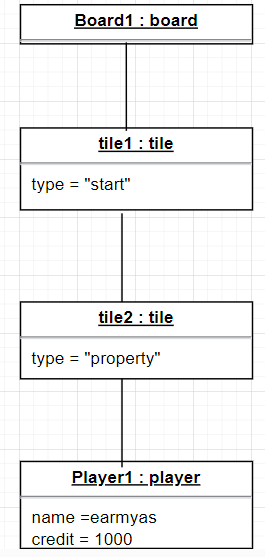 Board1 : board
tile1 : tile
type = "start"
tile2 : tile
type = "property"
Player1 : player
name =earmyas
credit = 1000